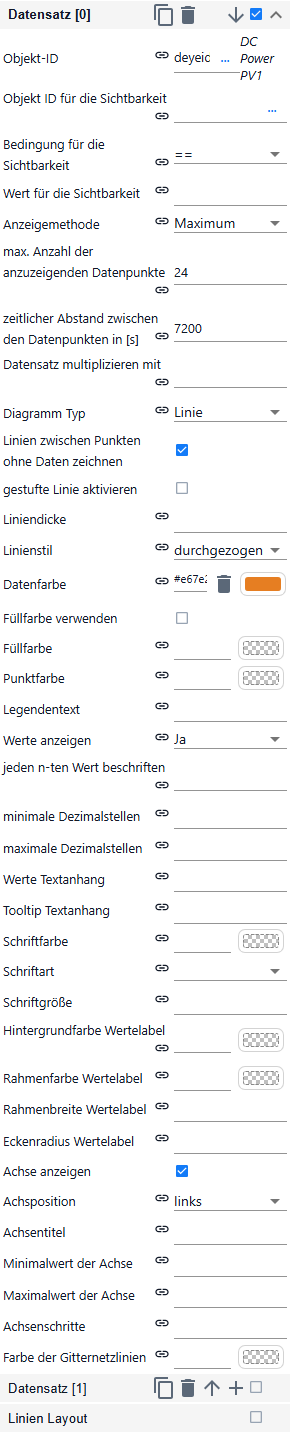 Datensatz [0]
Objekt-ID
deyeic ...
DC
Power
PV1
Objekt ID für die Sichtbarkeit
...
Bedingung für die
Sichtbarkeit
==
Wert für die Sichtbarkeit
Anzeigemethode
Maximum
max. Anzahl der
anzuzeigenden Datenpunkte
24
zeitlicher Abstand zwischen
den Datenpunkten in [s]
7200
Datensatz multiplizieren mit
Diagramm Typ
Linie
Linien zwischen Punkten
ohne Daten zeichnen
gestufte Linie aktivieren
Liniendicke
Linienstil
durchgezogen
Datenfarbe
#e67e2
Füllfarbe verwenden
Füllfarbe
Punktfarbe
Legendentext
Werte anzeigen
Ja
jeden n-ten Wert beschriften
minimale Dezimalstellen
maximale Dezimalstellen
Werte Textanhang
Tooltip Textanhang
Schriftfarbe
Schriftart
Schriftgröße
Hintergrundfarbe Wertelabel
Rahmenfarbe Wertelabel
Rahmenbreite Wertelabel
Eckenradius Wertelabel
Achse anzeigen
Achsposition
links
Achsentitel
Minimalwert der Achse
Maximalwert der Achse
Achsenschritte
Farbe der Gitternetzlinien
Datensatz [1]
Linien Layout